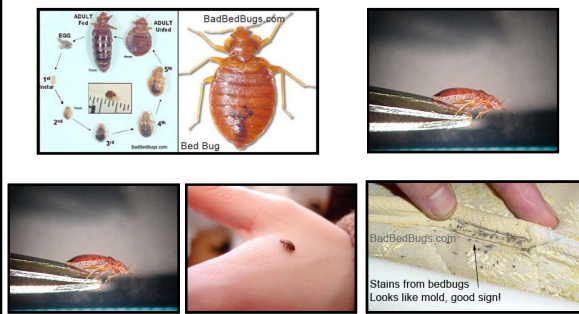 ADULT
Fed
ADULT
Unfed
EGG
1st
instar
2nd
3rd
4th
5th
BadBedBugs.com
BadBedBugs.com
Bed Bug
BadBedBugs.com
Stains from bedbugs
Looks like mold, good sign!